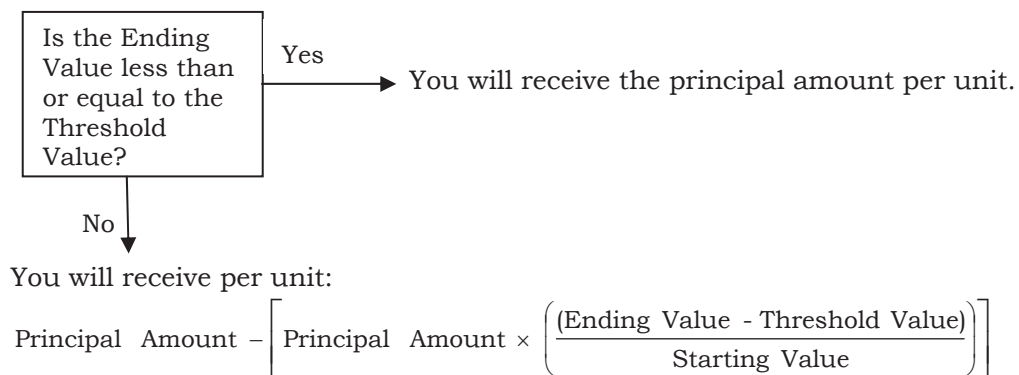 Is the Ending
Value less than
or equal to the
Threshold
Value?
Yes
You will receive the principal amount per unit.
No
You will receive per unit:
Principal Amount – [Principal Amount × ((Ending Value - Threshold Value) / Starting Value)]